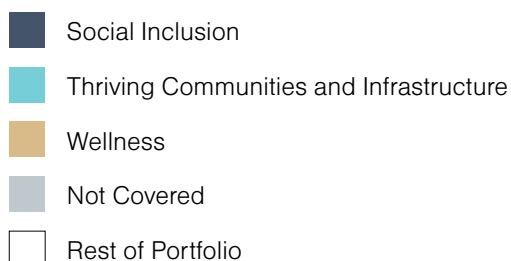 Social Inclusion
Thriving Communities and Infrastructure
Wellness
Not Covered
Rest of Portfolio